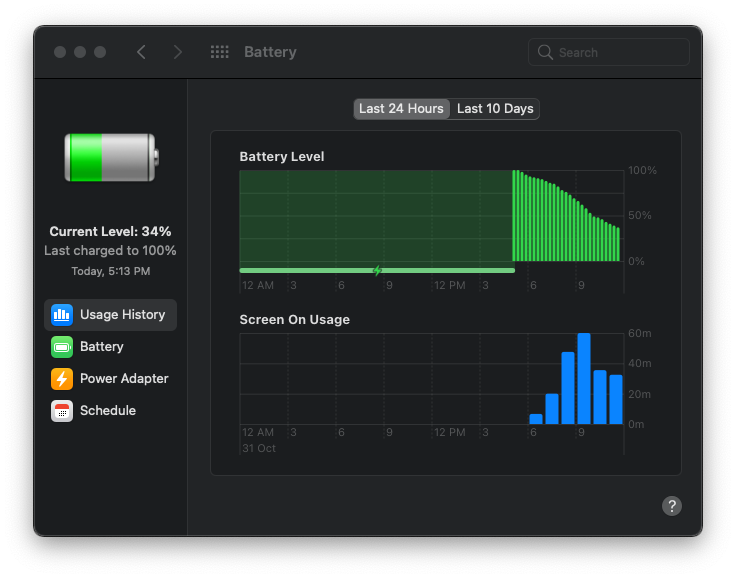 Battery
Search
Last 24 Hours
Last 10 Days
Current Level: 34%
Last charged to 100%
Today, 5:13 PM
Usage History
Battery
Power Adapter
Schedule
Battery Level
100%
50%
0%
12 AM 3 6 9 12 PM 3 6 9
Screen On Usage
60m
40m
20m
0m
12 AM 3 6 9 12 PM 3 6 9
31 Oct
?